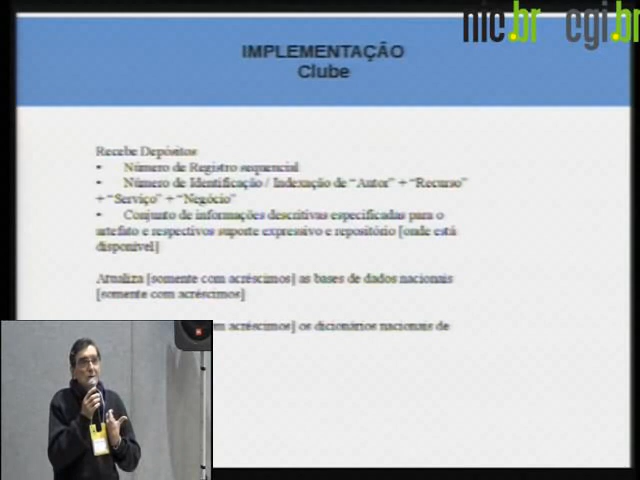 nic.br cgi.br
IMPLEMENTAÇÃO
Clube
Recebe Depósitos
• Número de Registro sequencial
• Número de Identificação / Indexação de “Autor” + “Recurso”
+ “Serviço” + “Negócio”
• Conjunto de informações descritivas especificadas para o
artefato e respectivos suporte expressivo e repositório [onde está
disponível]
Atualiza [somente com acréscimos] as bases de dados nacionais
[somente com acréscimos]
om acréscimos] os dicionários nacionais de